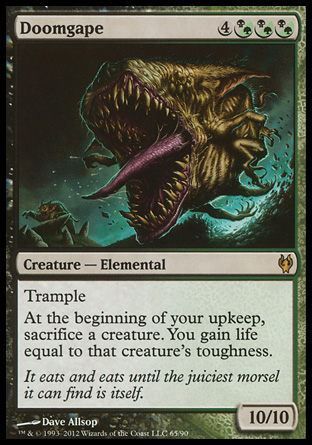 Doomgape 4
Creature — Elemental
Trample
At the beginning of your upkeep,
sacrifice a creature. You gain life
equal to that creature's toughness.
It eats and eats until the juiciest morsel
it can find is itself.
Dave Allsop
™ & © 1993–2012 Wizards of the Coast LLC 65/90
10/10